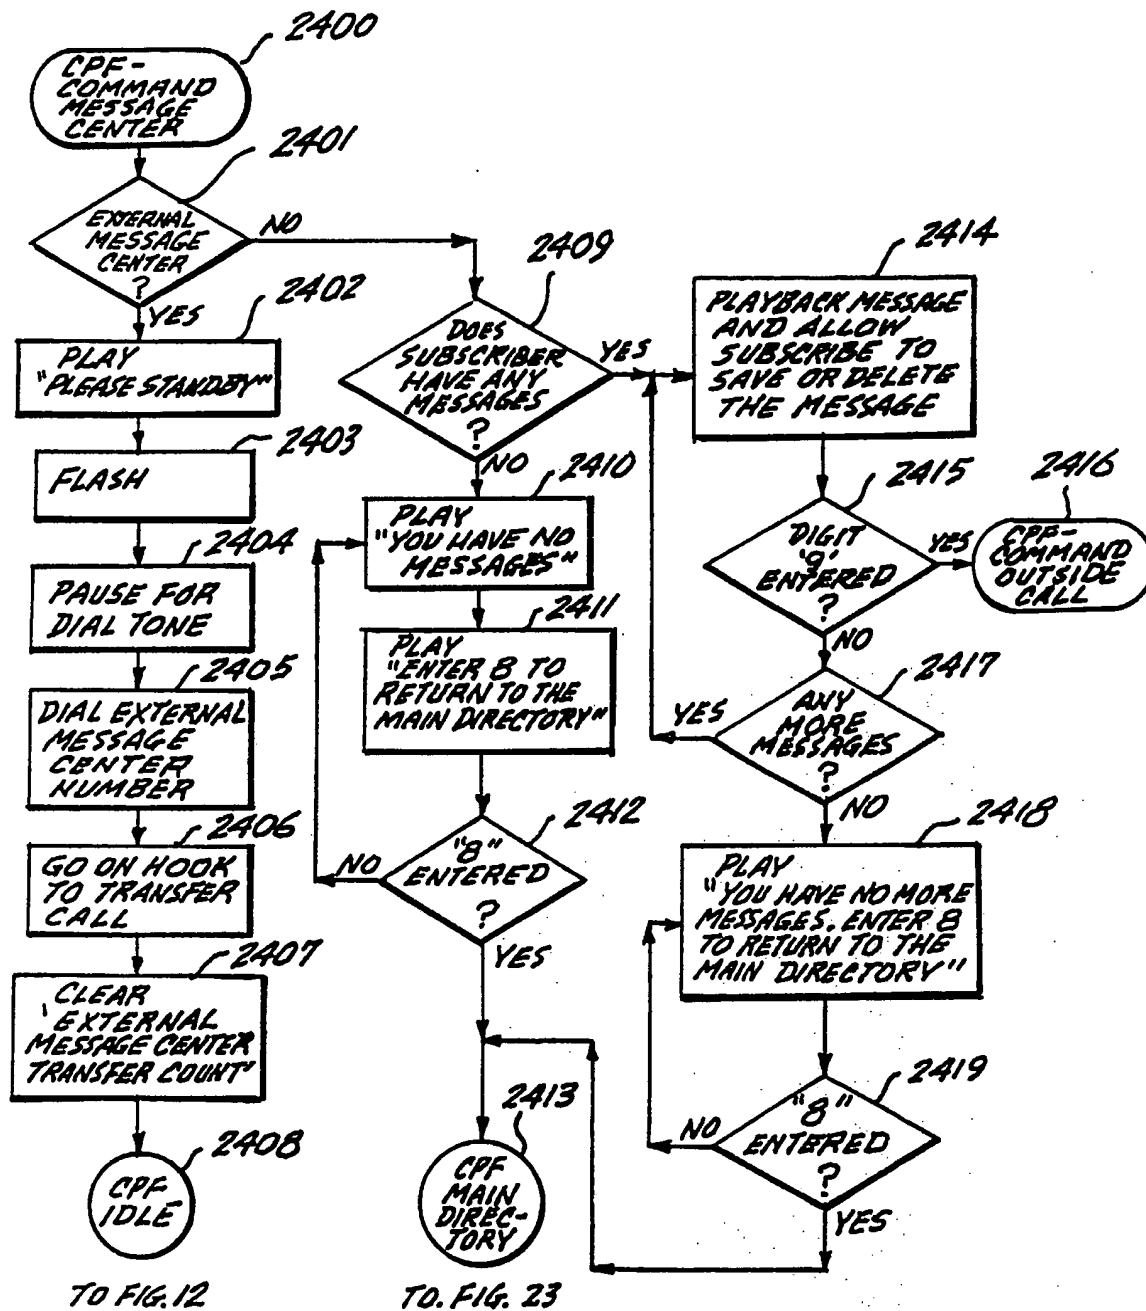 2400
CPF-
COMMAND
MESSAGE
CENTER
2401
EXTERNAL
MESSAGE
CENTER
?
NO
YES
2402
PLAY
"PLEASE STANDBY"
2403
FLASH
2404
PAUSE FOR
DIAL TONE
2405
DIAL EXTERNAL
MESSAGE
CENTER
NUMBER
2406
GO ON HOOK
TO TRANSFER
CALL
2407
CLEAR
'EXTERNAL
MESSAGE CENTER
TRANSFER COUNT'
2408
CPF
IDLE
TO FIG. 12
2409
DOES
SUBSCRIBER
HAVE ANY
MESSAGES
?
YES
NO
2410
PLAY
"YOU HAVE NO
MESSAGES"
2411
PLAY
"ENTER 8 TO
RETURN TO THE
MAIN DIRECTORY"
2412
"8"
ENTERED
?
NO
YES
2413
CPF
MAIN
DIREC-
TORY
TO. FIG. 23
2414
PLAYBACK MESSAGE
AND ALLOW
SUBSCRIBE TO
SAVE OR DELETE
THE MESSAGE
2415
DIGIT
'9'
ENTERED
?
YES
NO
2416
CPF-
COMMAND
OUTSIDE
CALL
2417
ANY
MORE
MESSAGES
?
YES
NO
2418
PLAY
"YOU HAVE NO MORE
MESSAGES. ENTER 8
TO RETURN TO THE
MAIN DIRECTORY"
2419
"8"
ENTERED
?
NO
YES